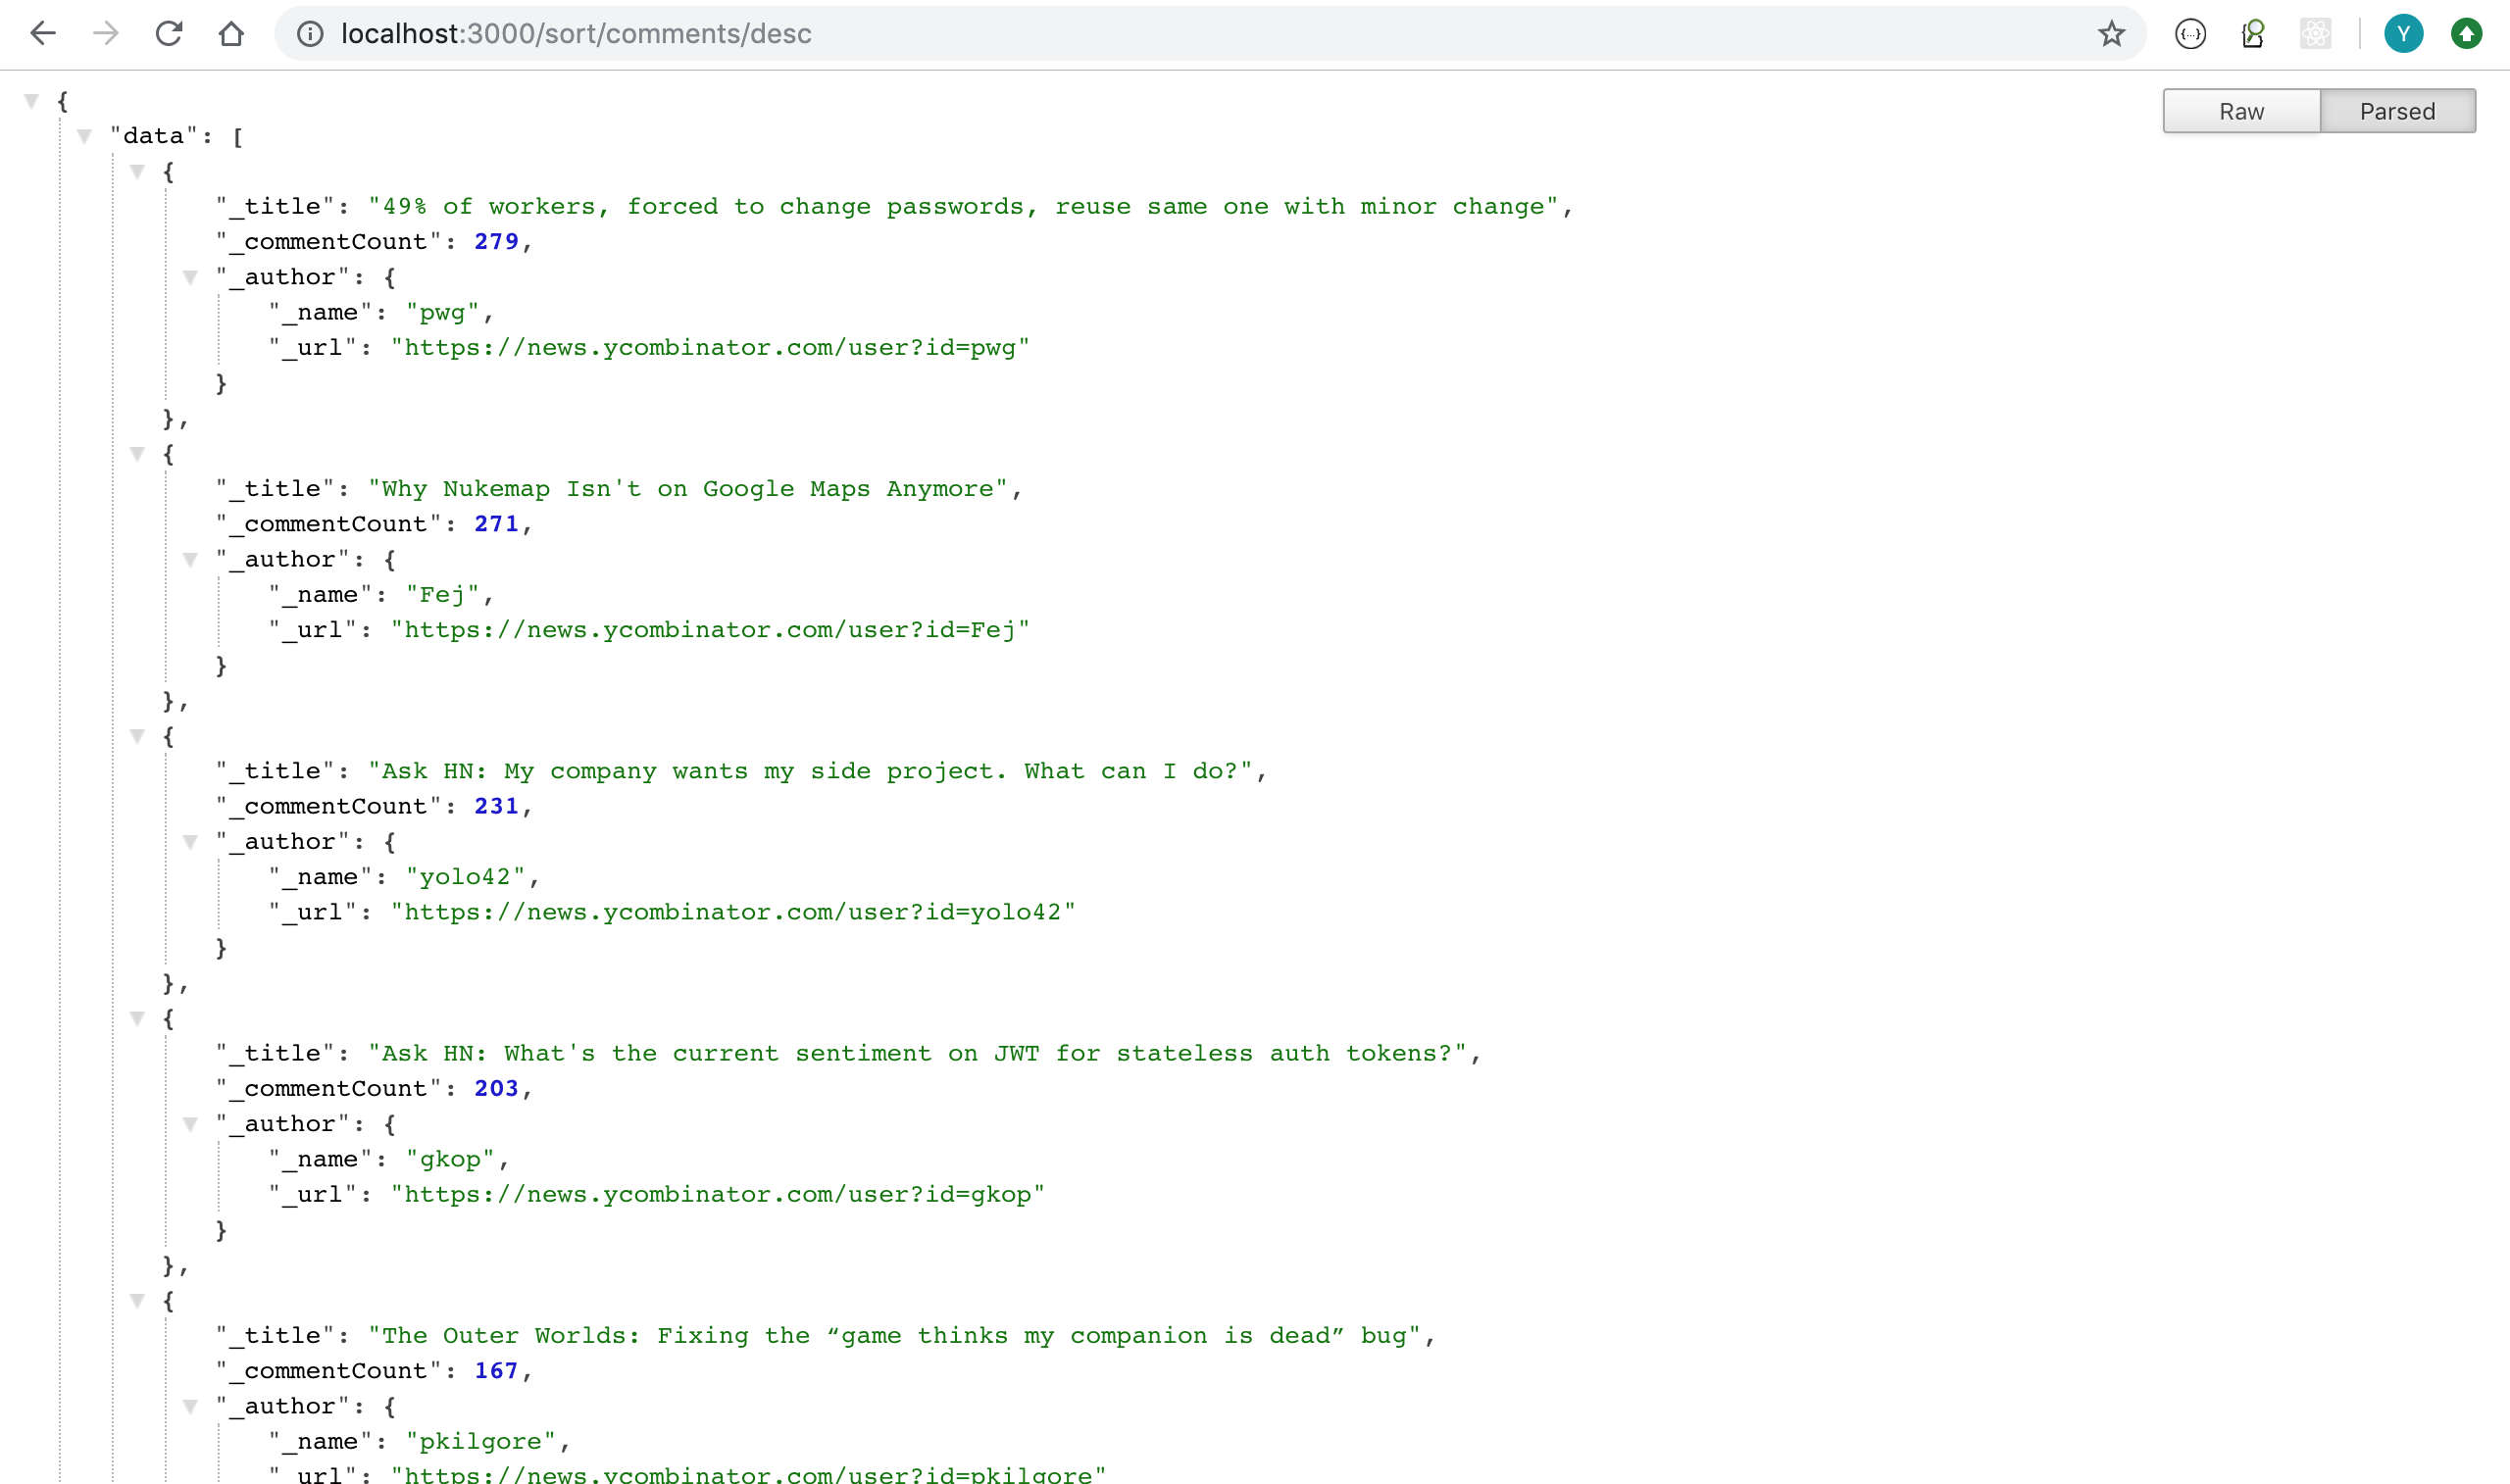 localhost:3000/sort/comments/desc
{...}
Y
Raw
Parsed
{
"data": [
{
"_title": "49% of workers, forced to change passwords, reuse same one with minor change",
"_commentCount": 279,
"_author": {
"_name": "pwg",
"_url": "https://news.ycombinator.com/user?id=pwg"
}
},
{
"_title": "Why Nukemap Isn't on Google Maps Anymore",
"_commentCount": 271,
"_author": {
"_name": "Fej",
"_url": "https://news.ycombinator.com/user?id=Fej"
}
},
{
"_title": "Ask HN: My company wants my side project. What can I do?",
"_commentCount": 231,
"_author": {
"_name": "yolo42",
"_url": "https://news.ycombinator.com/user?id=yolo42"
}
},
{
"_title": "Ask HN: What's the current sentiment on JWT for stateless auth tokens?",
"_commentCount": 203,
"_author": {
"_name": "gkop",
"_url": "https://news.ycombinator.com/user?id=gkop"
}
},
{
"_title": "The Outer Worlds: Fixing the “game thinks my companion is dead” bug",
"_commentCount": 167,
"_author": {
"_name": "pkilgore",
"_url": "https://news.ycombinator.com/user?id=pkilgore"